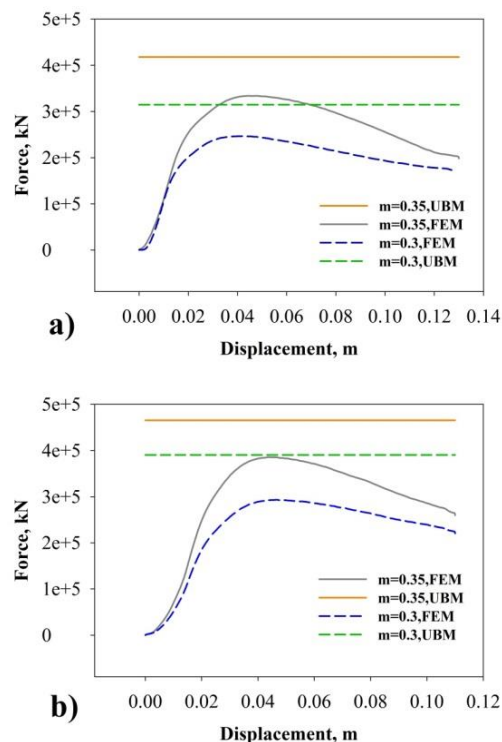 5e+5
4e+5
3e+5
2e+5
1e+5
0
Force, kN
m=0.35,UBM
m=0.35,FEM
m=0.3,FEM
m=0.3,UBM
a)
0.00 0.02 0.04 0.06 0.08 0.10 0.12 0.14
Displacement, m
5e+5
4e+5
3e+5
2e+5
1e+5
0
Force, kN
m=0.35,FEM
m=0.35,UBM
m=0.3,FEM
m=0.3,UBM
b)
0.00 0.02 0.04 0.06 0.08 0.10 0.12
Displacement, m